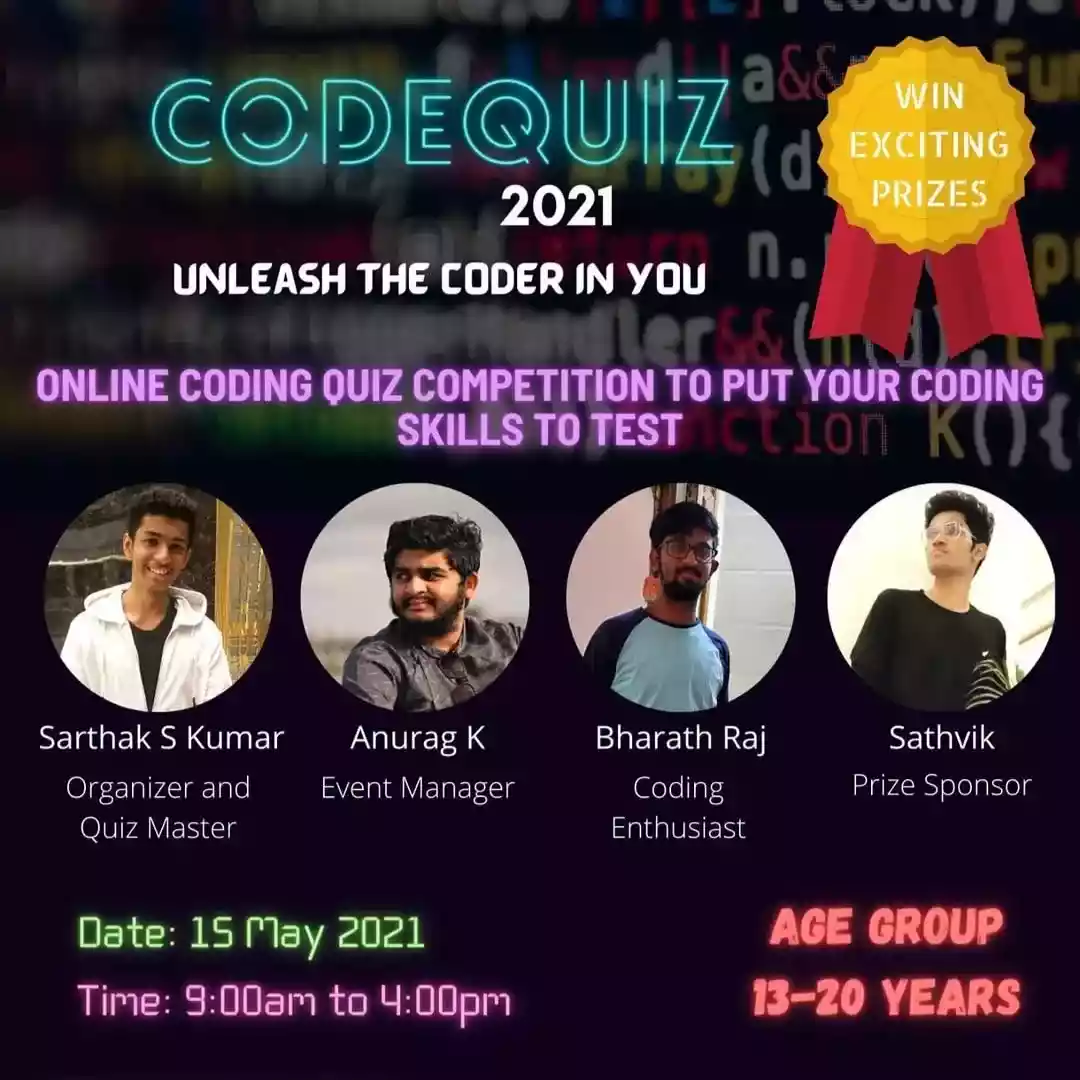 CODEQUIZ
2021
UNLEASH THE CODER IN YOU
WIN
EXCITING
PRIZES
ONLINE CODING QUIZ COMPETITION TO PUT YOUR CODING
SKILLS TO TEST
Sarthak S Kumar
Organizer and
Quiz Master
Anurag K
Event Manager
Bharath Raj
Coding
Enthusiast
Sathvik
Prize Sponsor
Date: 15 May 2021
Time: 9:00am to 4:00pm
AGE GROUP
13-20 YEARS